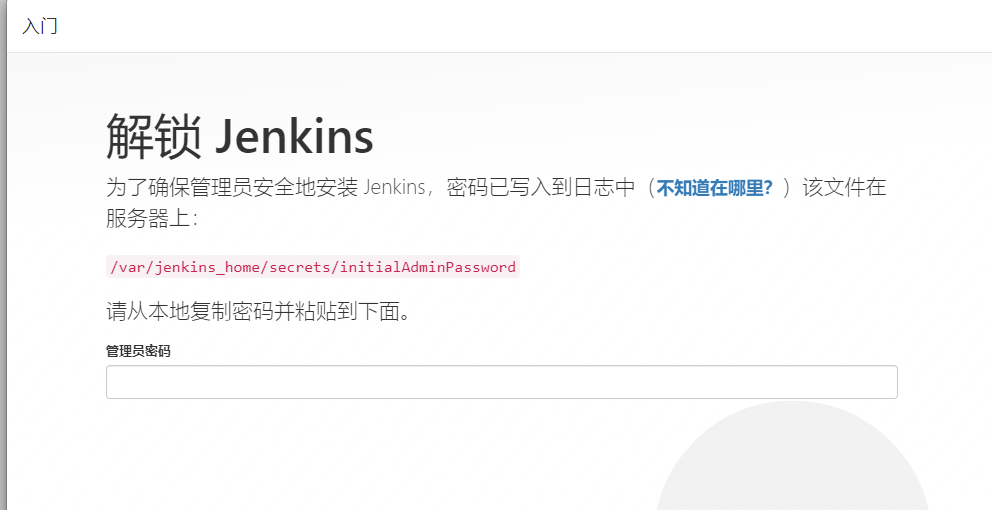 入门
解锁 Jenkins
为了确保管理员安全地安装 Jenkins，密码已写入到日志中（不知道在哪里？）该文件在
服务器上：
/var/jenkins_home/secrets/initialAdminPassword
请从本地复制密码并粘贴到下面。
管理员密码